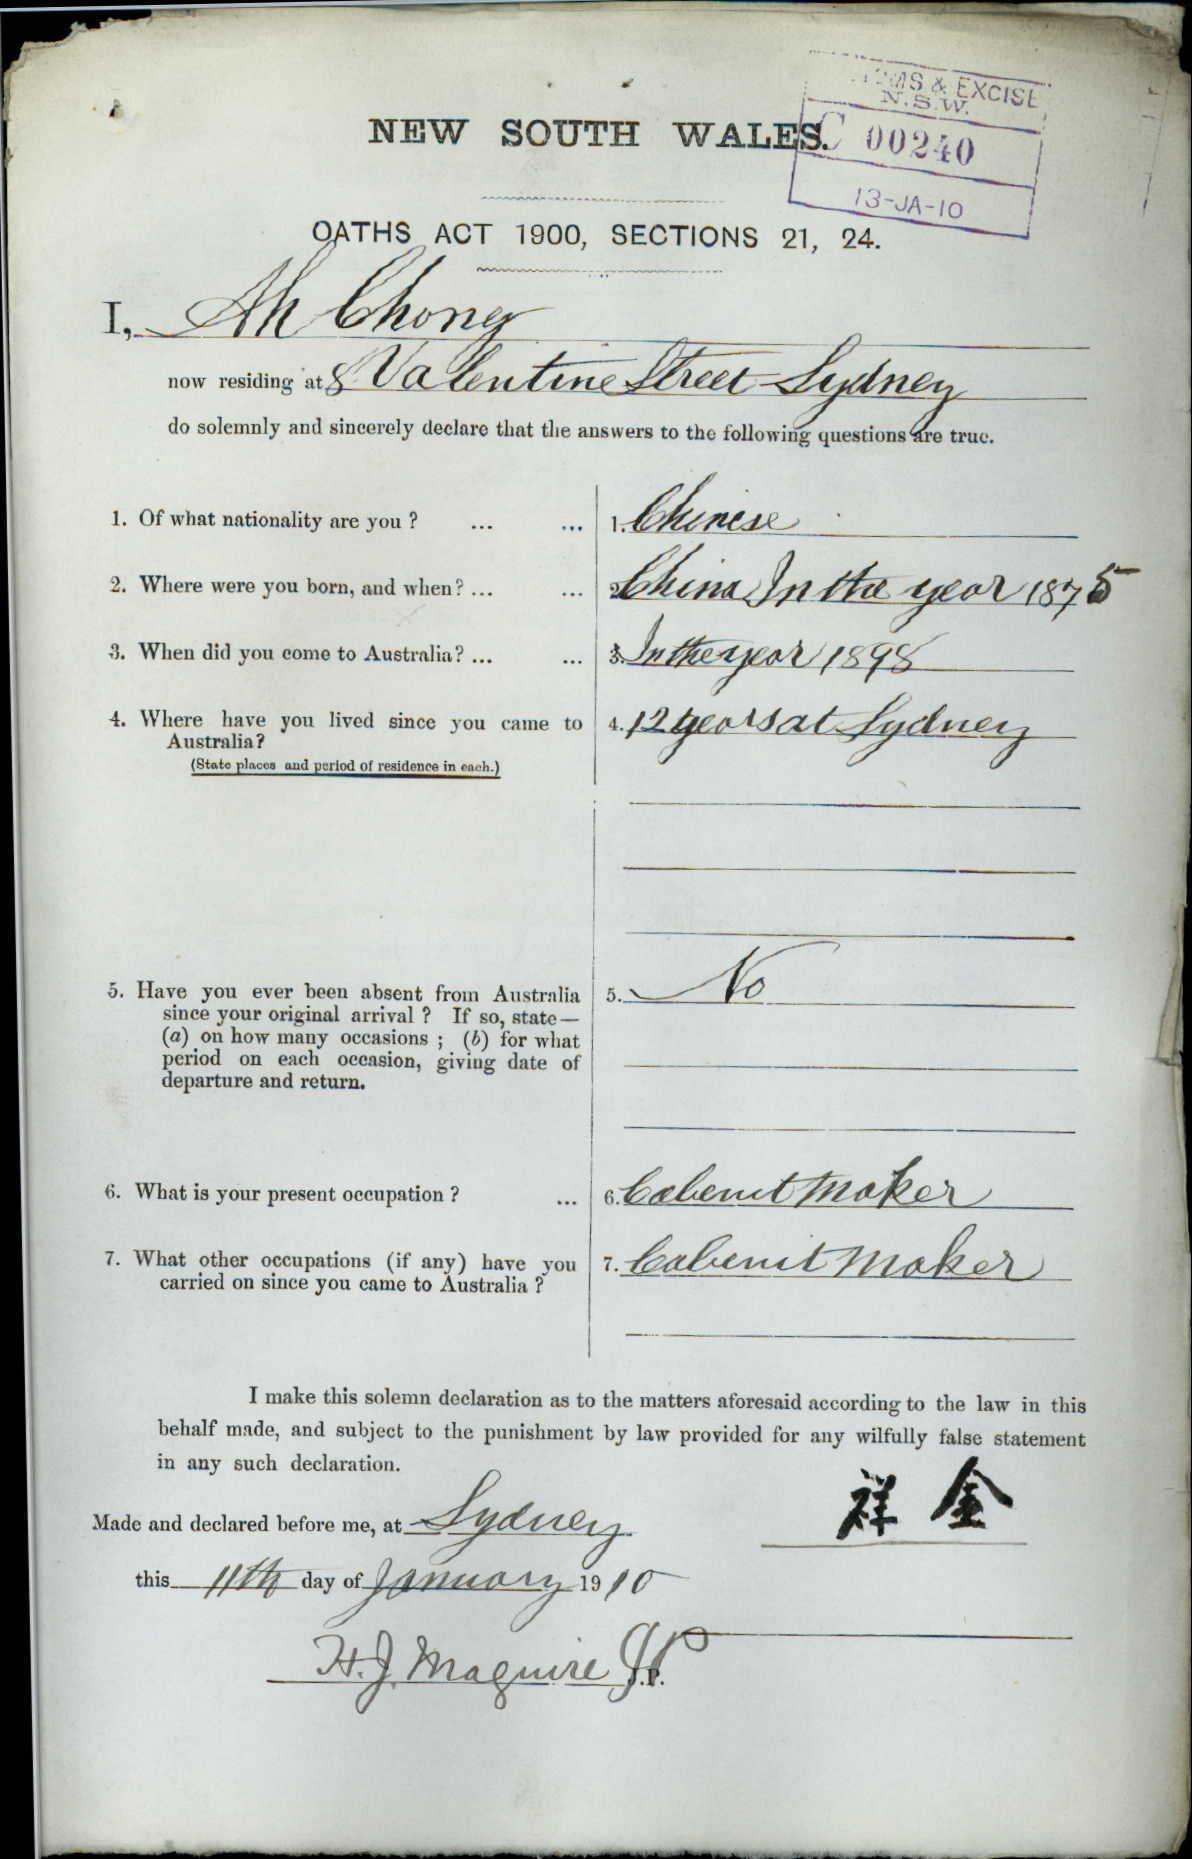 MS & EXCISE
N.S.W.
C 00240
13-JA-10
NEW SOUTH WALES.
OATHS ACT 1900, SECTIONS 21, 24.
I, Ah Chong
now residing at 8 Valentine Street Sydney
do solemnly and sincerely declare that the answers to the following questions are true.
1. Of what nationality are you ? ... ... 1. Chinese
2. Where were you born, and when? ... ... 2. China In the year 1875
3. When did you come to Australia? ... ... 3. In the year 1898
4. Where have you lived since you came to 4. 12 years at Sydney
Australia?
(State places and period of residence in each.)
5. Have you ever been absent from Australia 5. No
since your original arrival ? If so, state—
(a) on how many occasions ; (b) for what
period on each occasion, giving date of
departure and return.
6. What is your present occupation ? ... 6. Cabenit Maker
7. What other occupations (if any) have you 7. Cabenit Maker
carried on since you came to Australia ?
I make this solemn declaration as to the matters aforesaid according to the law in this
behalf made, and subject to the punishment by law provided for any wilfully false statement
in any such declaration.
祥 金
Made and declared before me, at Sydney
this 11th day of January 1910
H. J. Maguire JP
J.P.